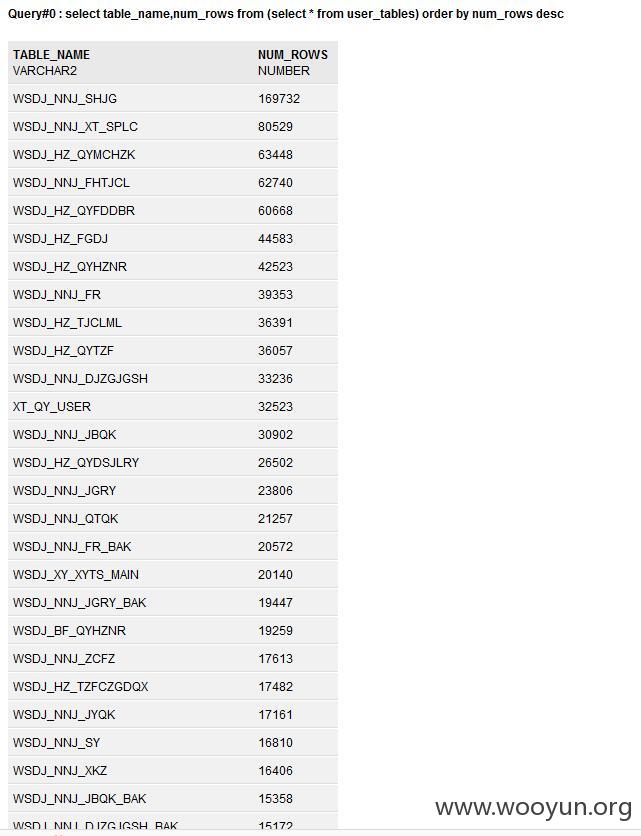 Query#0 : select table_name,num_rows from (select * from user_tables) order by num_rows desc
TABLE_NAME NUM_ROWS
VARCHAR2 NUMBER
WSDJ_NNJ_SHJG 169732
WSDJ_NNJ_XT_SPLC 80529
WSDJ_HZ_QYMCHZK 63448
WSDJ_NNJ_FHTJCL 62740
WSDJ_HZ_QYFDDBR 60668
WSDJ_HZ_FGDJ 44583
WSDJ_HZ_QYHZNR 42523
WSDJ_NNJ_FR 39353
WSDJ_HZ_TJCLML 36391
WSDJ_HZ_QYTZF 36057
WSDJ_NNJ_DJZGJGSH 33236
XT_QY_USER 32523
WSDJ_NNJ_JBQK 30902
WSDJ_HZ_QYDSJLRY 26502
WSDJ_NNJ_JGRY 23806
WSDJ_NNJ_QTQK 21257
WSDJ_NNJ_FR_BAK 20572
WSDJ_XY_XYTS_MAIN 20140
WSDJ_NNJ_JGRY_BAK 19447
WSDJ_BF_QYHZNR 19259
WSDJ_NNJ_ZCFZ 17613
WSDJ_HZ_TZFCZGDQX 17482
WSDJ_NNJ_JYQK 17161
WSDJ_NNJ_SY 16810
WSDJ_NNJ_XKZ 16406
WSDJ_NNJ_JBQK_BAK 15358
WSDJ_NNJ_DJZGJGSH_BAK 15172
www.wooyun.org